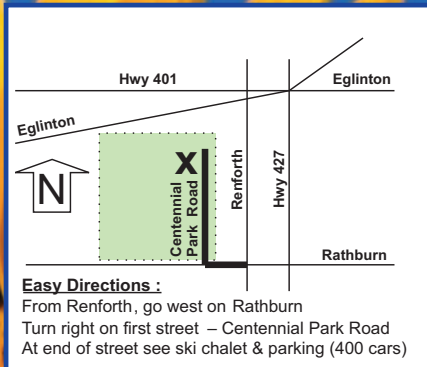 Hwy 401
Eglinton
Eglinton
N
X
Centennial
Park Road
Renforth
Hwy 427
Rathburn
Easy Directions :
From Renforth, go west on Rathburn
Turn right on first street – Centennial Park Road
At end of street see ski chalet & parking (400 cars)